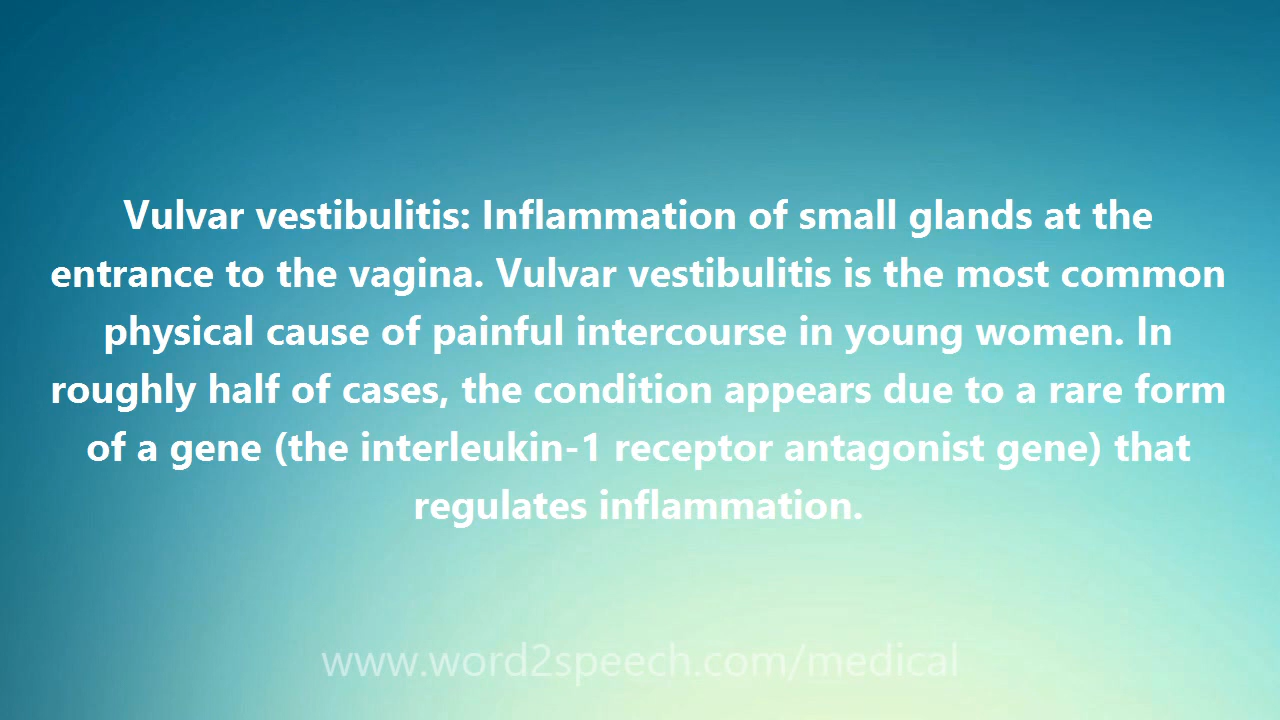 Vulvar vestibulitis: Inflammation of small glands at the
entrance to the vagina. Vulvar vestibulitis is the most common
physical cause of painful intercourse in young women. In
roughly half of cases, the condition appears due to a rare form
of a gene (the interleukin-1 receptor antagonist gene) that
regulates inflammation.
www.word2speech.com/medical